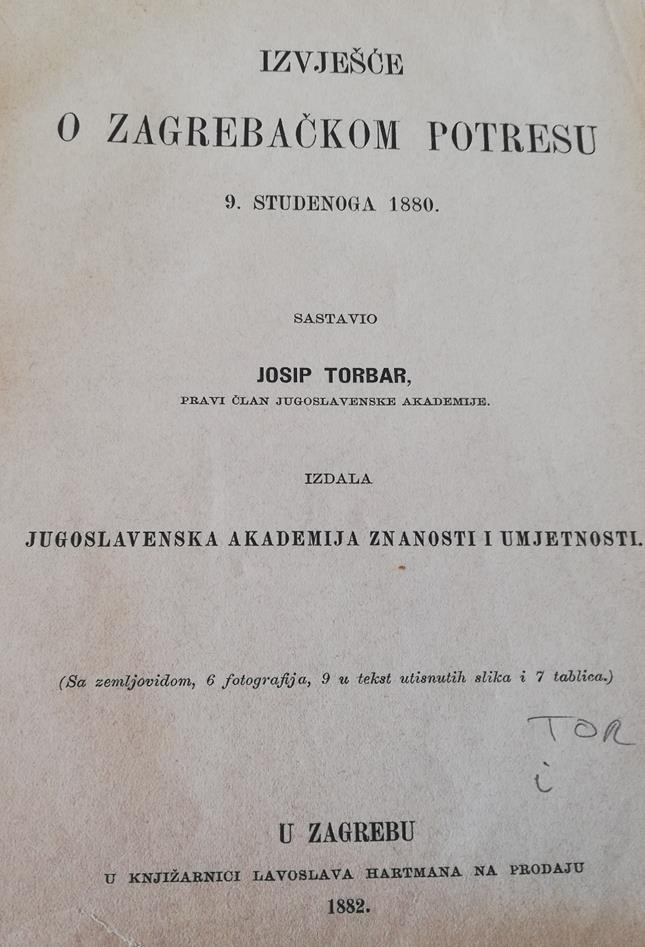 IZVJEŠĆE
O ZAGREBAČKOM POTRESU
9. STUDENOGA 1880.
SASTAVIO
JOSIP TORBAR,
PRAVI ČLAN JUGOSLAVENSKE AKADEMIJE.
IZDALA
JUGOSLAVENSKA AKADEMIJA ZNANOSTI I UMJETNOSTI.
(Sa zemljovidom, 6 fotografija, 9 u tekst utisnutih slika i 7 tablica.)
TOR
i
U ZAGREBU
U KNJIŽARNICI LAVOSLAVA HARTMANA NA PRODAJU
1882.